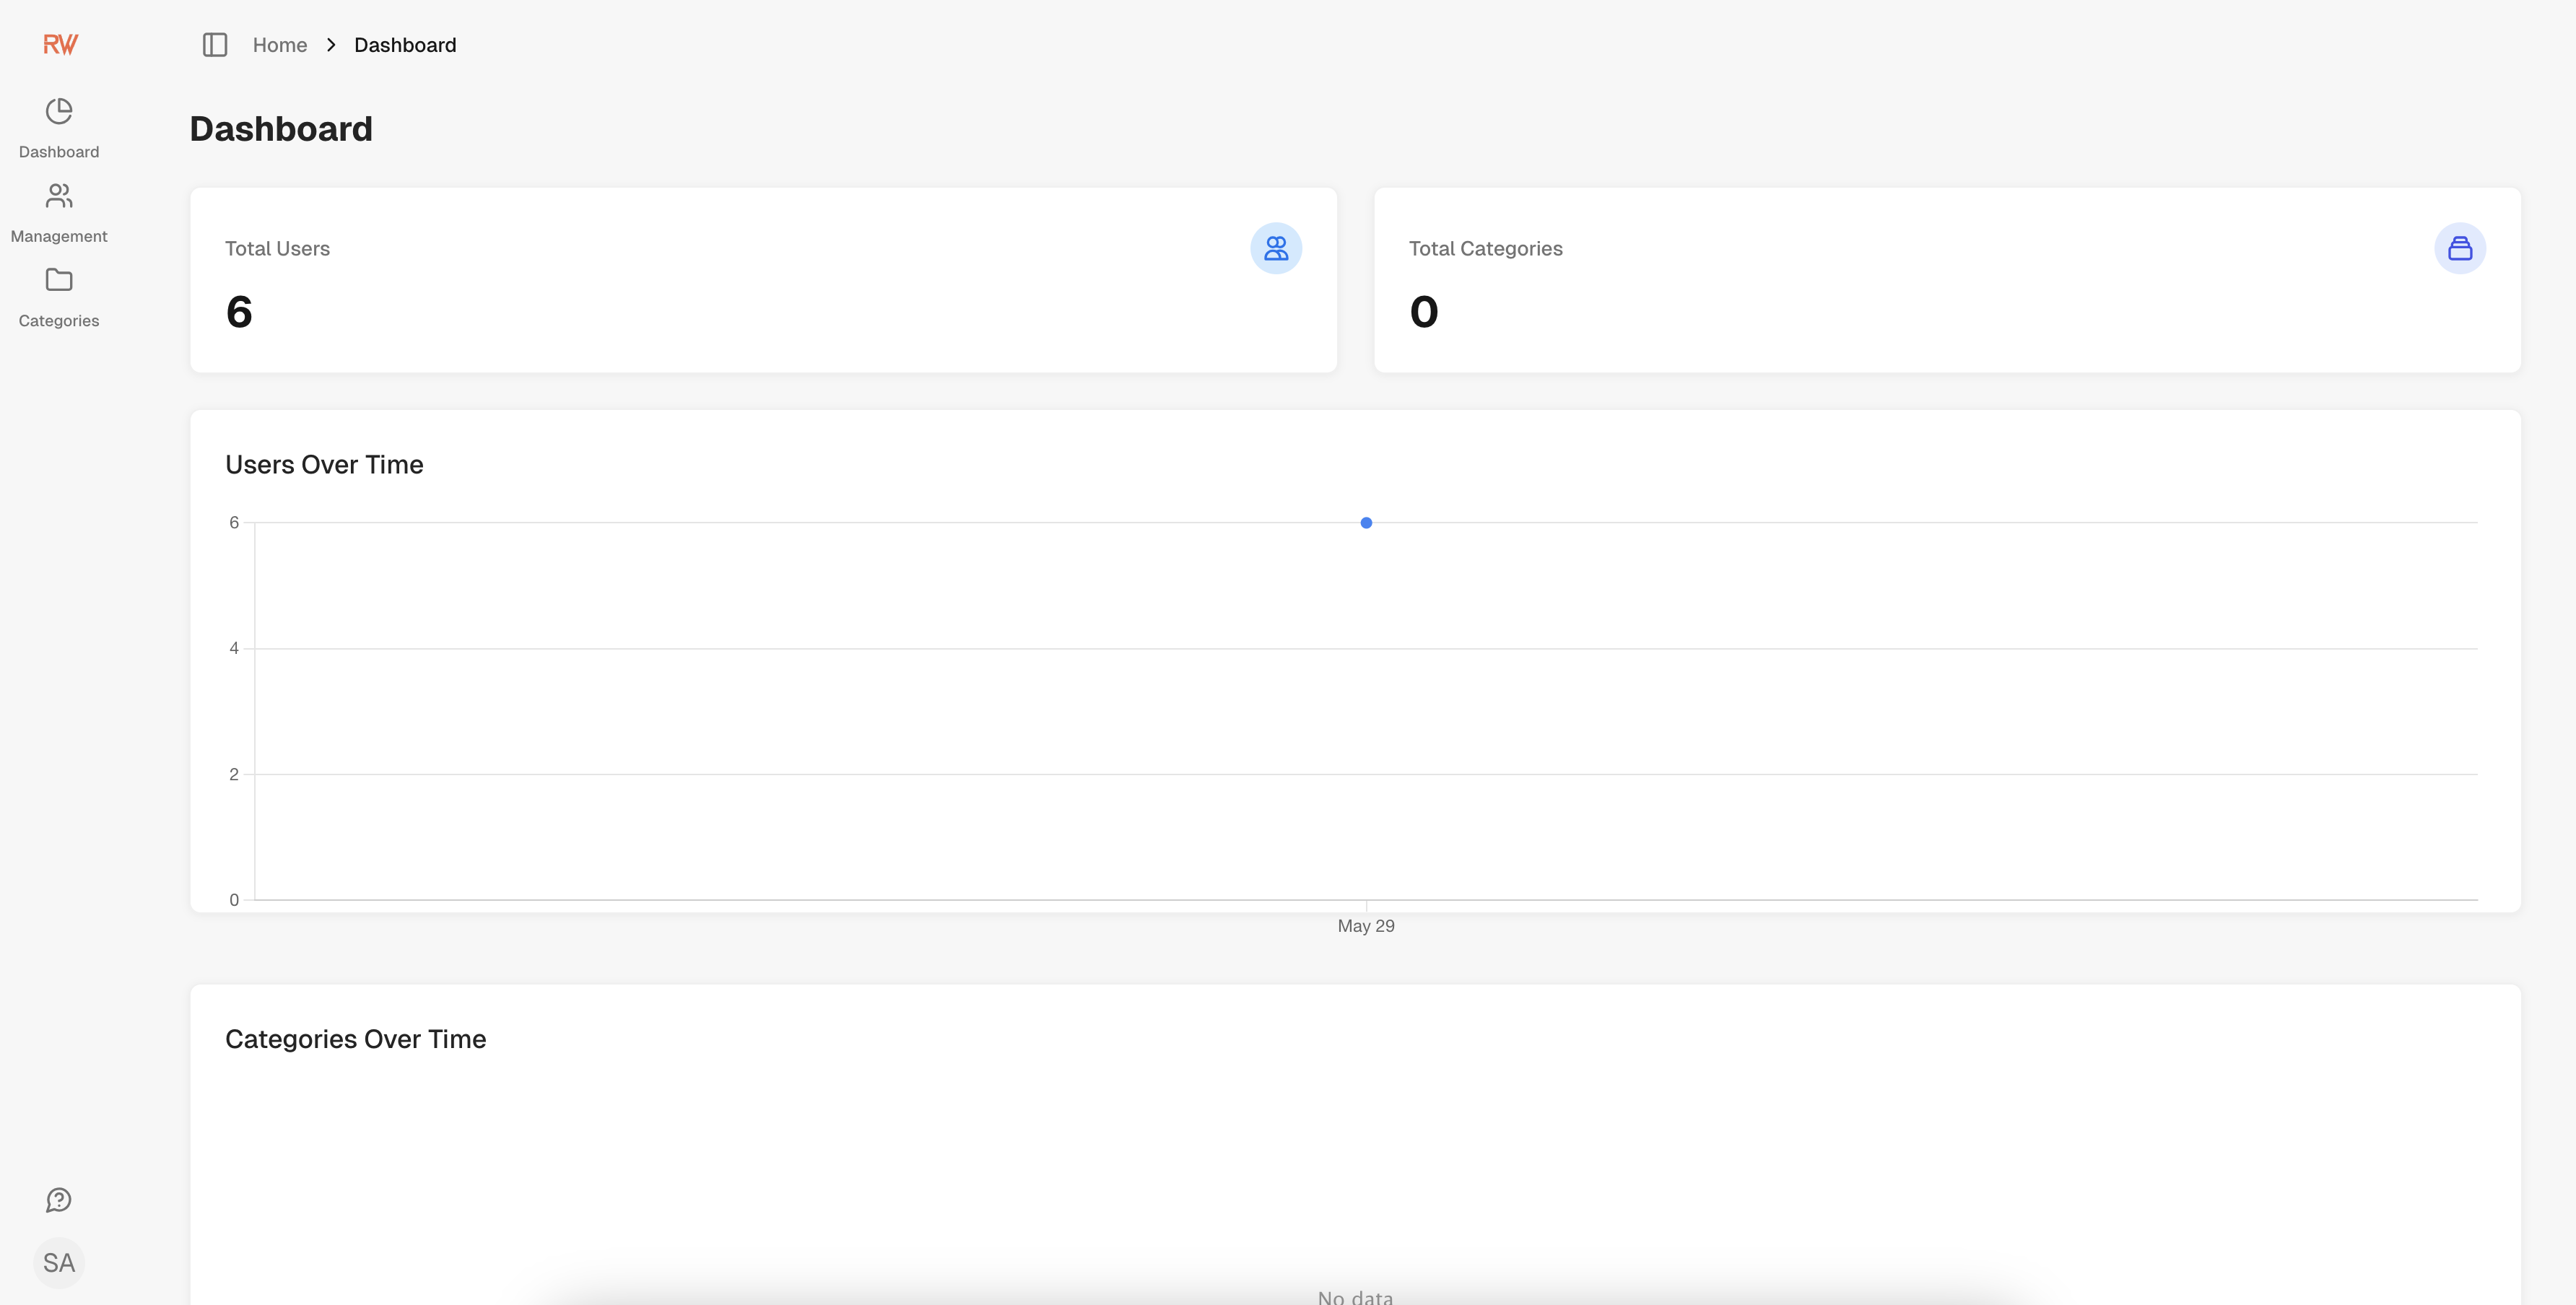 RW
Home > Dashboard
Dashboard
Management
Categories
Dashboard
Total Users
6
Total Categories
0
Users Over Time
6
4
2
0
May 29
Categories Over Time
No data
SA